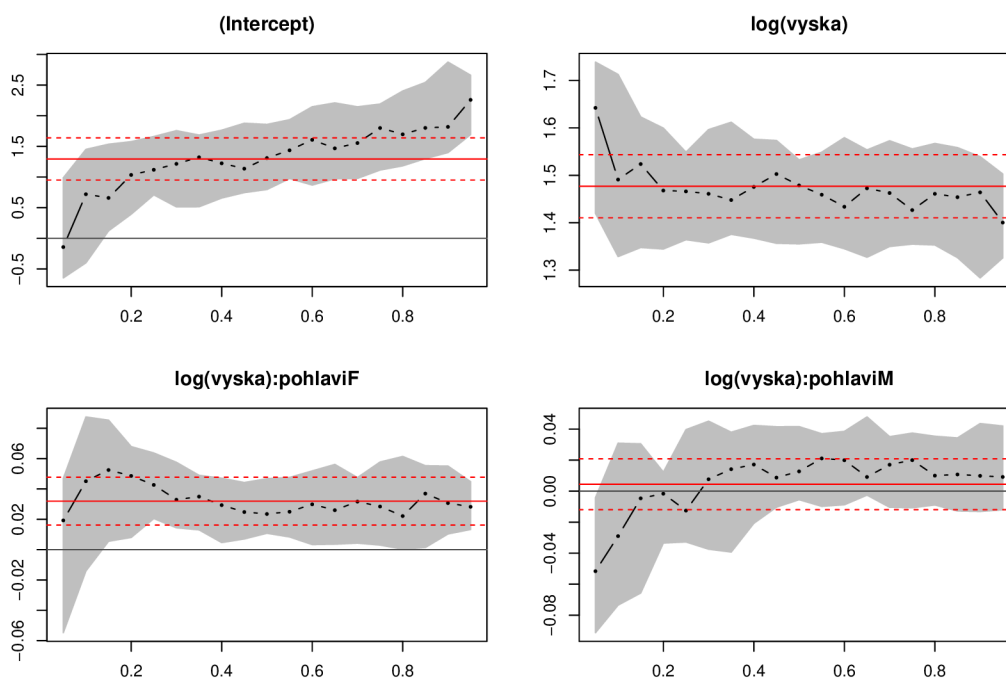 (Intercept)
−0.5 0.5 1.5 2.5
0.2 0.4 0.6 0.8
log(vyska)
1.3 1.4 1.5 1.6 1.7
0.2 0.4 0.6 0.8
log(vyska):pohlaviF
−0.06 −0.02 0.02 0.06
0.2 0.4 0.6 0.8
log(vyska):pohlaviM
−0.08 −0.04 0.00 0.04
0.2 0.4 0.6 0.8